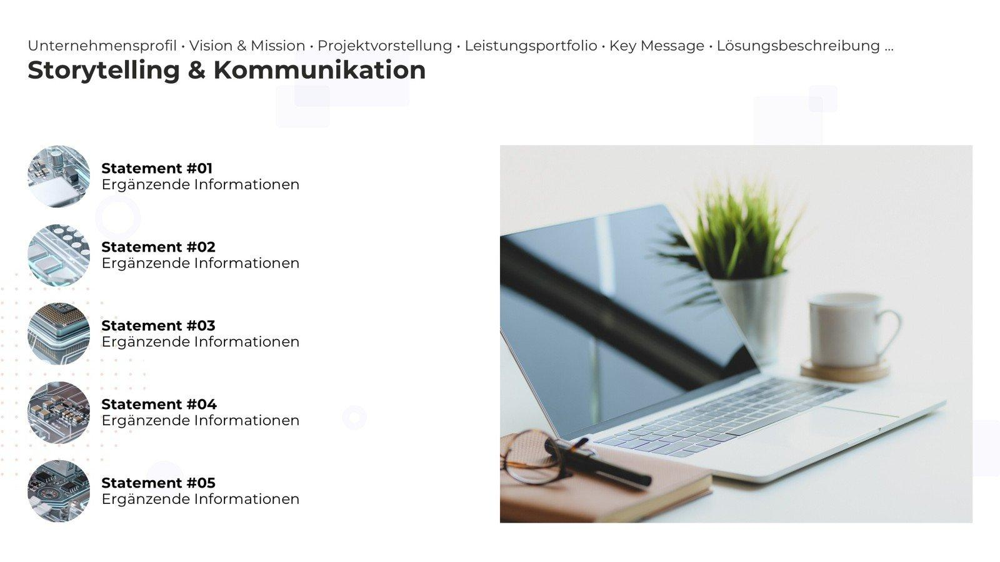 Unternehmensprofil • Vision & Mission • Projektvorstellung • Leistungsportfolio • Key Message • Lösungsbeschreibung ...
Storytelling & Kommunikation
Statement #01
Ergänzende Informationen
Statement #02
Ergänzende Informationen
Statement #03
Ergänzende Informationen
Statement #04
Ergänzende Informationen
Statement #05
Ergänzende Informationen